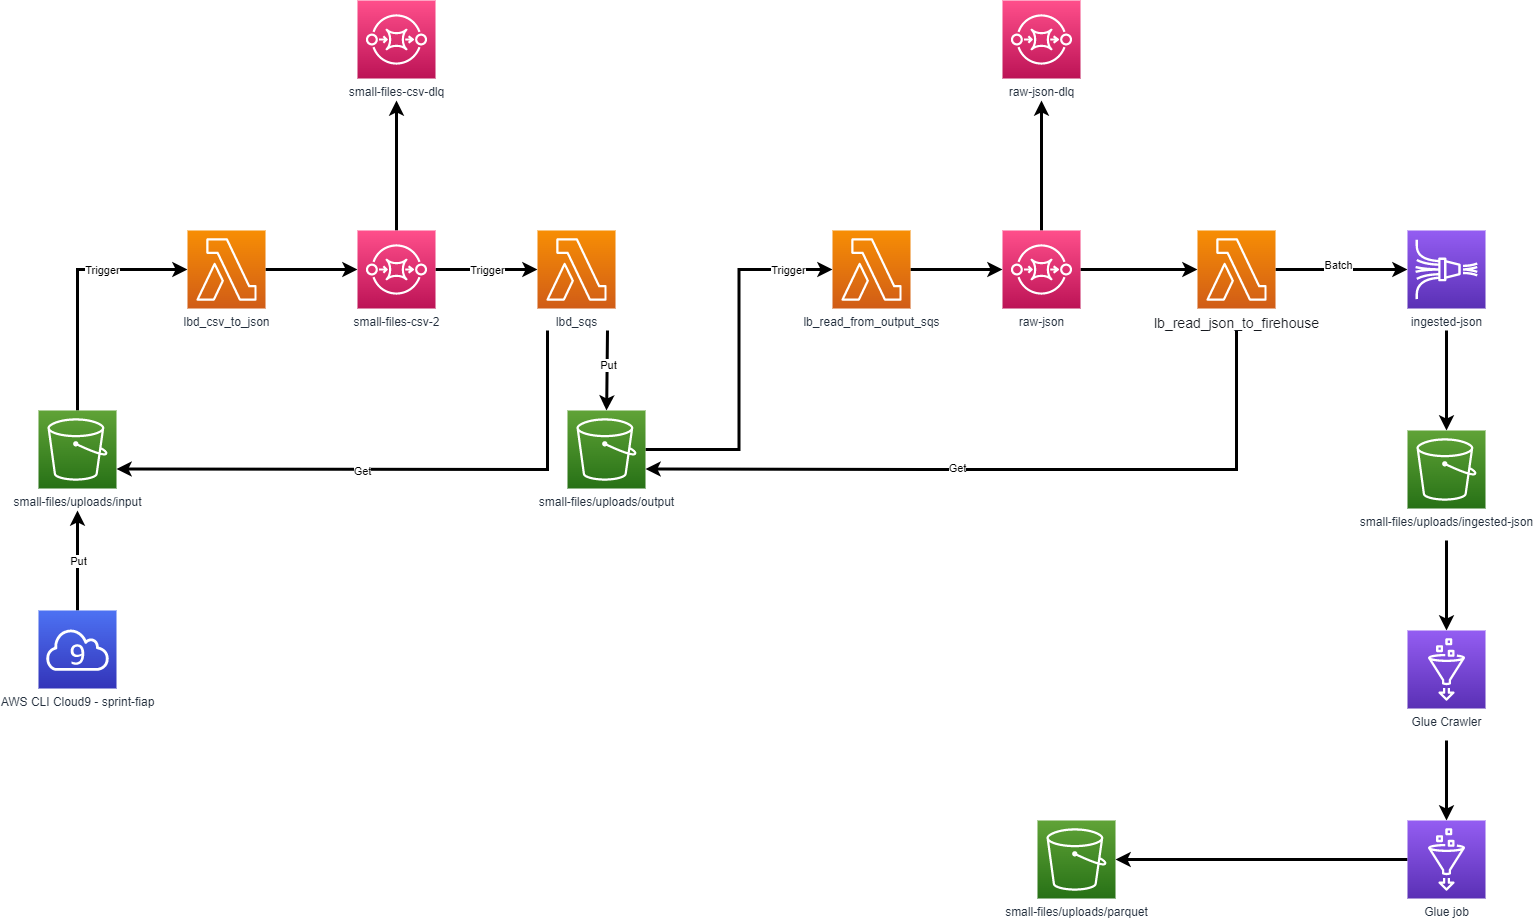 small-files-csv-dlq
raw-json-dlq
Trigger
Trigger
Trigger
Batch
lbd_csv_to_json
small-files-csv-2
lbd_sqs
lb_read_from_output_sqs
raw-json
lb_read_json_to_firehouse
ingested-json
Put
Get
Get
small-files/uploads/input
small-files/uploads/output
small-files/uploads/ingested-json
Put
9
AWS CLI Cloud9 - sprint-fiap
Glue Crawler
small-files/uploads/parquet
Glue job